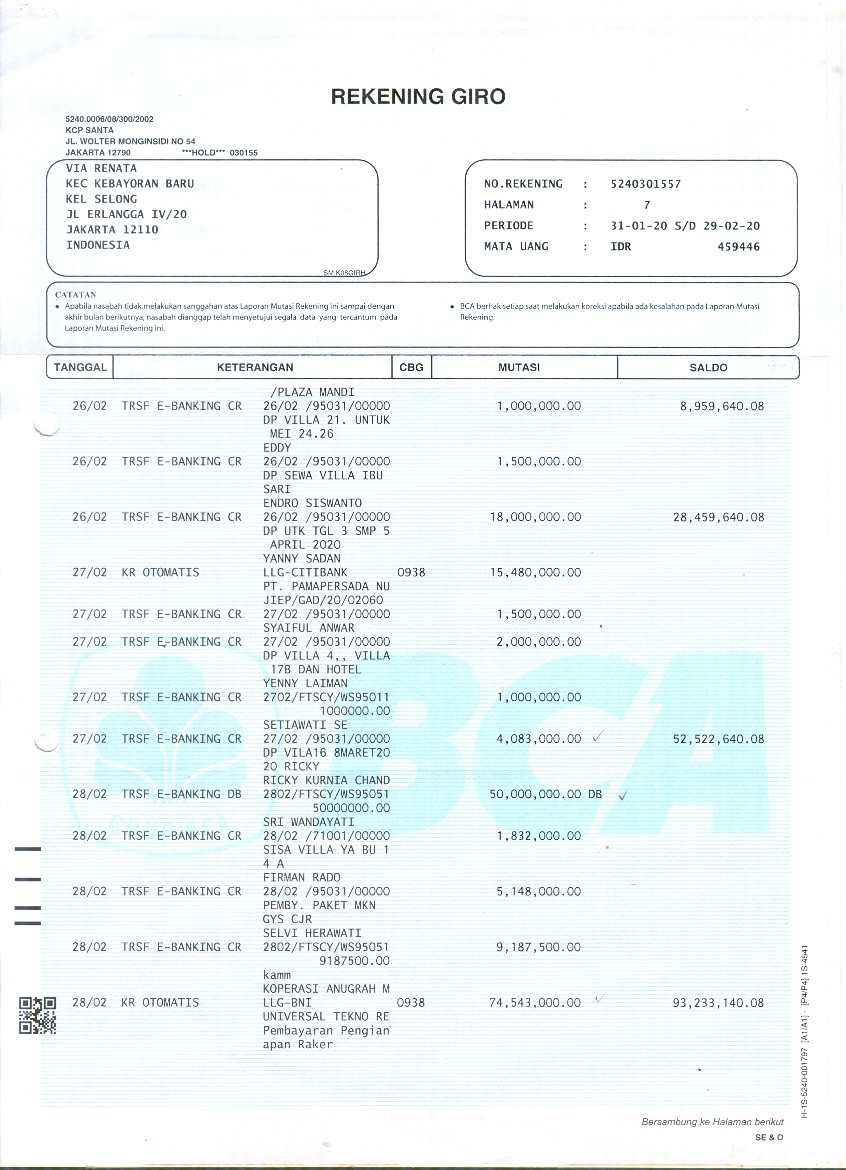 REKENING GIRO
5240.0006/08/300/2002
KCP SANTA
JL. WOLTER MONGINSIDI NO 54
JAKARTA 12790 ***HOLD*** 030155
VIA RENATA
KEC KEBAYORAN BARU
KEL SELONG
JL ERLANGGA IV/20
JAKARTA 12110
INDONESIA
SM.K08GIRH
NO.REKENING : 5240301557
HALAMAN : 7
PERIODE : 31-01-20 S/D 29-02-20
MATA UANG : IDR 459446
CATATAN
• Apabila nasabah tidak melakukan sanggahan atas Laporan Mutasi Rekening ini sampai dengan
akhir bulan berikutnya, nasabah dianggap telah menyetujui segala data yang tercantum pada
Laporan Mutasi Rekening ini.
• BCA berhak setiap saat melakukan koreksi apabila ada kesalahan pada Laporan Mutasi
Rekening.
TANGGAL KETERANGAN CBG MUTASI SALDO
/PLAZA MANDI
26/02 TRSF E-BANKING CR 26/02 /95031/00000 1,000,000.00 8,959,640.08
DP VILLA 21. UNTUK
MEI 24.26
EDDY
26/02 TRSF E-BANKING CR 26/02 /95031/00000 1,500,000.00
DP SEWA VILLA IBU
SARI
ENDRO SISWANTO
26/02 TRSF E-BANKING CR 26/02 /95031/00000 18,000,000.00 28,459,640.08
DP UTK TGL 3 SMP 5
APRIL 2020
YANNY SADAN
27/02 KR OTOMATIS LLG-CITIBANK 0938 15,480,000.00
PT. PAMAPERSADA NU
JIEP/GAD/20/02060
27/02 TRSF E-BANKING CR 27/02 /95031/00000 1,500,000.00
SYAIFUL ANWAR
27/02 TRSF E-BANKING CR 27/02 /95031/00000 2,000,000.00
DP VILLA 4,, VILLA
17B DAN HOTEL
YENNY LAIMAN
27/02 TRSF E-BANKING CR 2702/FTSCY/WS95011 1,000,000.00
1000000.00
SETIAWATI SE
27/02 TRSF E-BANKING CR 27/02 /95031/00000 4,083,000.00 52,522,640.08
DP VILA16 8MARET20
20 RICKY
RICKY KURNIA CHAND
28/02 TRSF E-BANKING DB 2802/FTSCY/WS95051 50,000,000.00 DB
50000000.00
SRI WANDAYATI
28/02 TRSF E-BANKING CR 28/02 /71001/00000 1,832,000.00
SISA VILLA YA BU 1
4 A
FIRMAN RADO
28/02 TRSF E-BANKING CR 28/02 /95031/00000 5,148,000.00
PEMBY. PAKET MKN
GYS CJR
SELVI HERAWATI
28/02 TRSF E-BANKING CR 2802/FTSCY/WS95051 9,187,500.00
9187500.00
kamm
KOPERASI ANUGRAH M
28/02 KR OTOMATIS LLG-BNI 0938 74,543,000.00 93,233,140.08
UNIVERSAL TEKNO RE
Pembayaran Pengian
apan Raker
BCA
H-1S-5240-001797 [A1/A1] - [P4/P4] 1S-4541
Bersambung ke Halaman berikut
SE & O